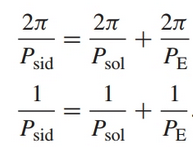 2π/P_sid = 2π/P_sol + 2π/P_E
1/P_sid = 1/P_sol + 1/P_E.